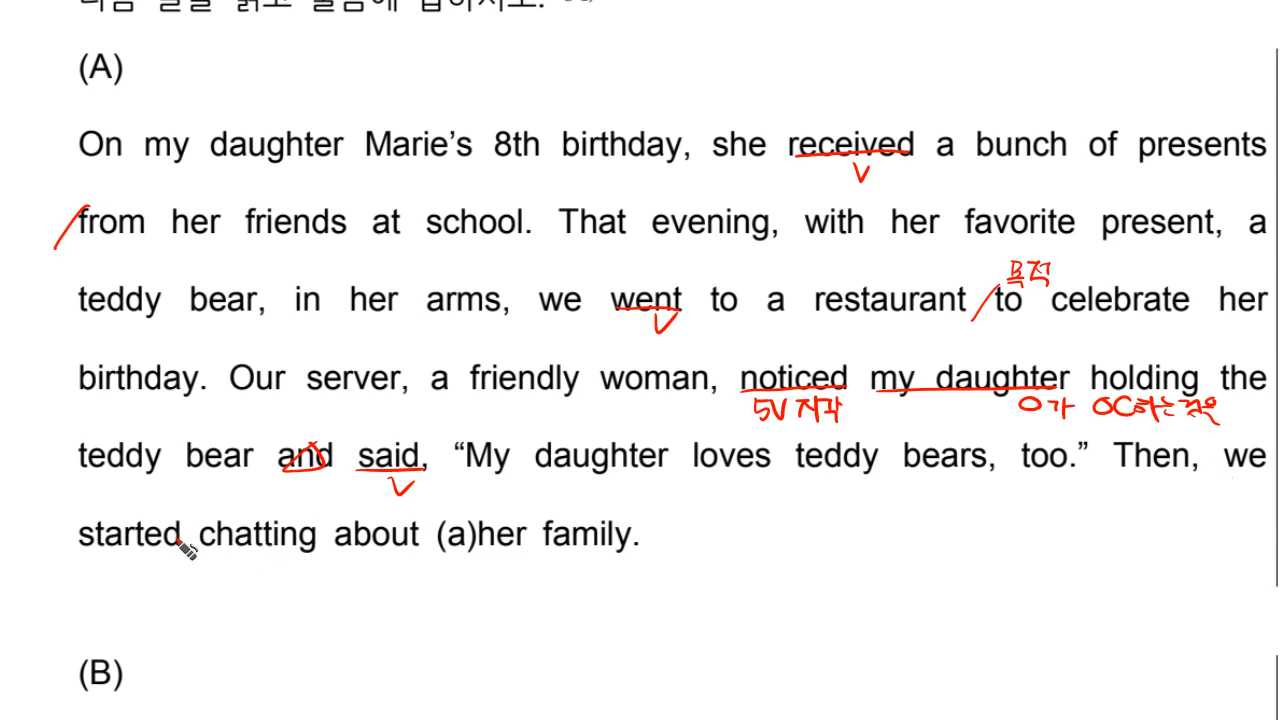 (A)
On my daughter Marie’s 8th birthday, she received a bunch of presents
V
from her friends at school. That evening, with her favorite present, a
목적
teddy bear, in her arms, we went to a restaurant to celebrate her
V
birthday. Our server, a friendly woman, noticed my daughter holding the
5V 지각 O가 OC하는 것을
teddy bear and said, “My daughter loves teddy bears, too.” Then, we
V
started chatting about (a)her family.
(B)